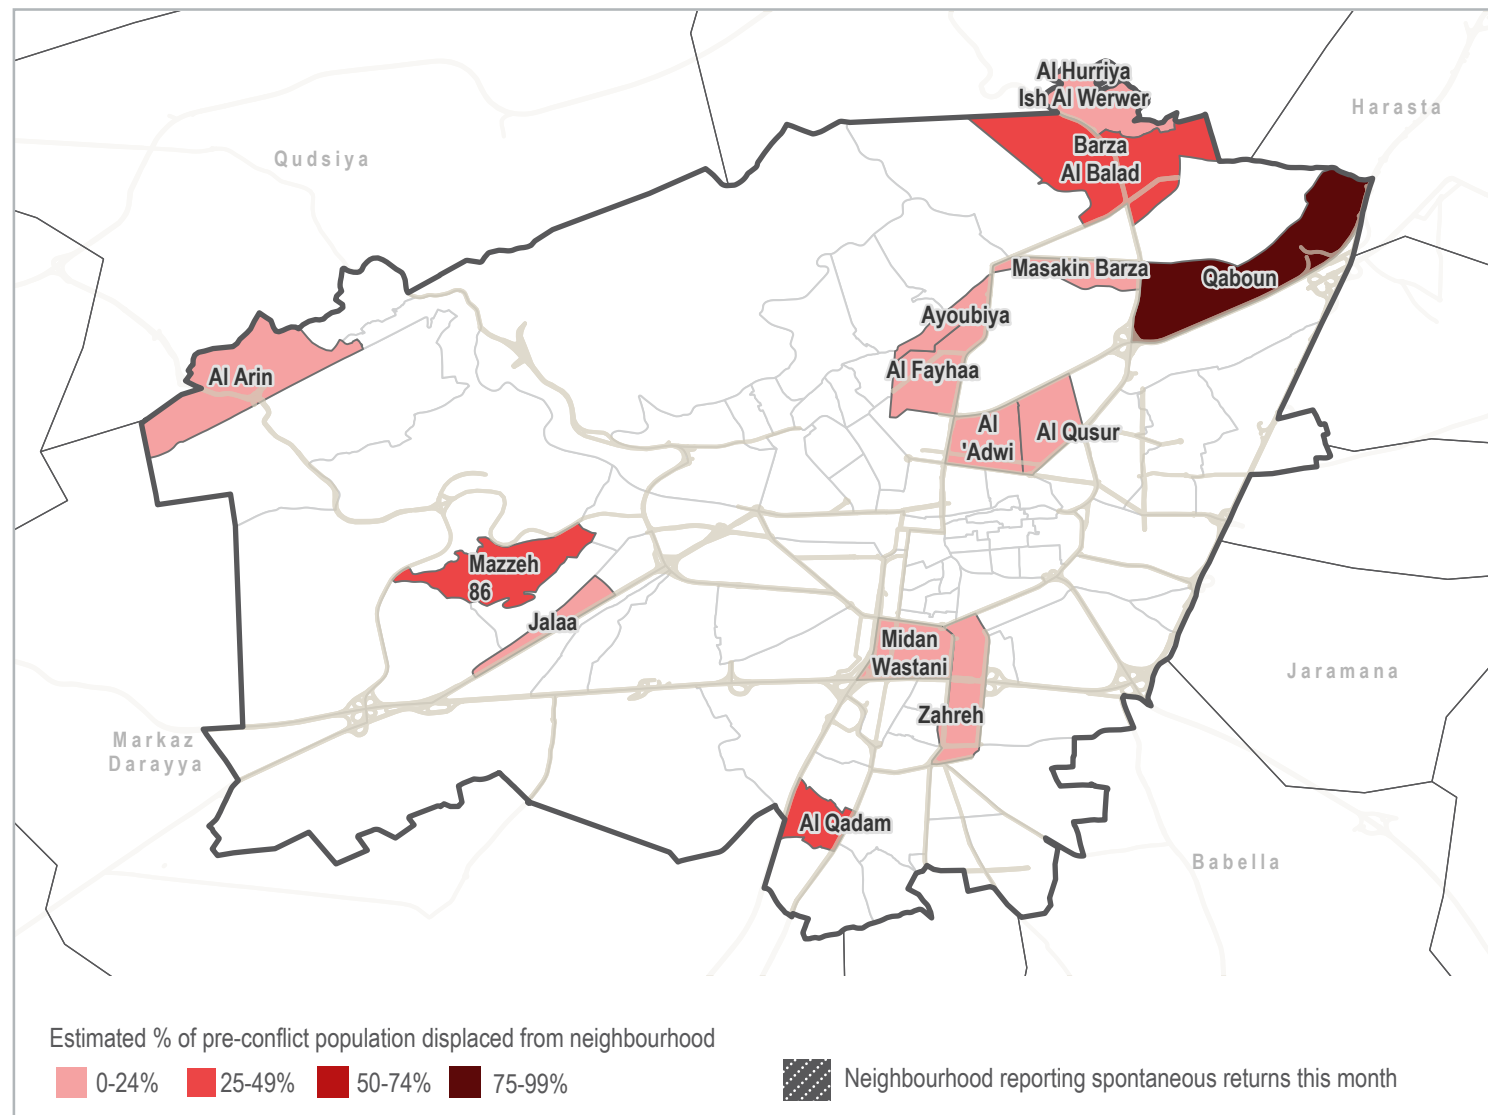 Al Hurriya
Ish Al Werwer
Harasta
Qudsiya
Barza
Al Balad
Masakin Barza
Qaboun
Ayoubiya
Al Fayhaa
Al Arin
Al
'Adwi
Al Qusur
Mazzeh
86
Jalaa
Midan
Wastani
Jaramana
Zahreh
Markaz
Darayya
Al Qadam
Babella
Estimated % of pre-conflict population displaced from neighbourhood
0-24%
25-49%
50-74%
75-99%
Neighbourhood reporting spontaneous returns this month